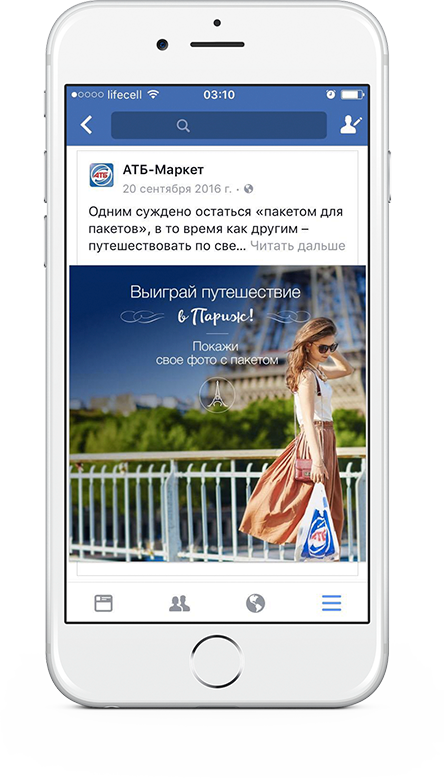 lifecell
03:10
АТБ-Маркет
20 сентября 2016 г. ·
Одним суждено остаться «пакетом для
пакетов», в то время как другим –
путешествовать по све... Читать дальше
Выиграй путешествие
в Париж!
Покажи
свое фото с пакетом
АТБ
АТБ